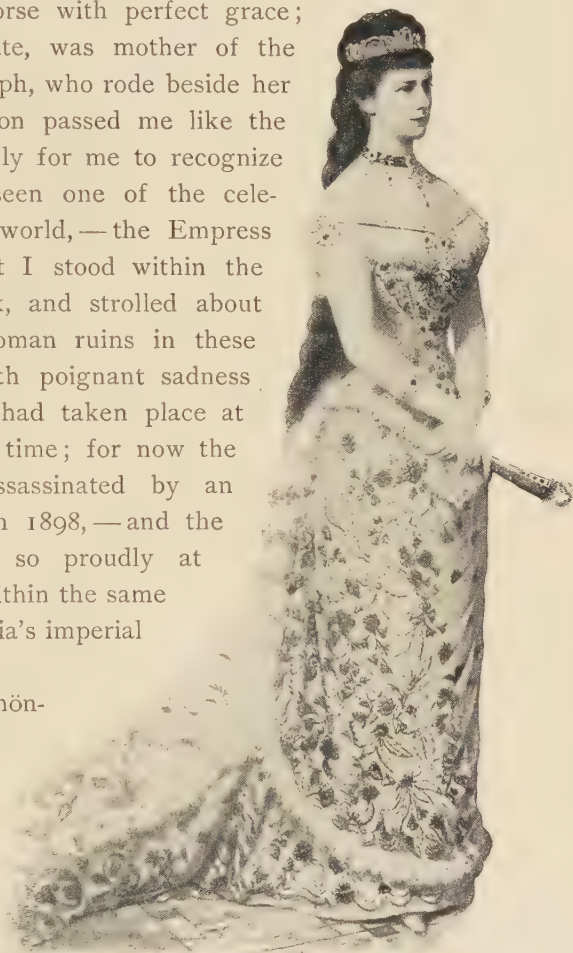 orse with perfect grace;
te, was mother of the
ph, who rode beside her
on passed me like the
ly for me to recognize
een one of the cele-
world, — the Empress
t I stood within the
k, and strolled about
oman ruins in these
th poignant sadness
had taken place at
time; for now the
ssassinated by an
n 1898, — and the
so proudly at
ithin the same
ia's imperial
nön-